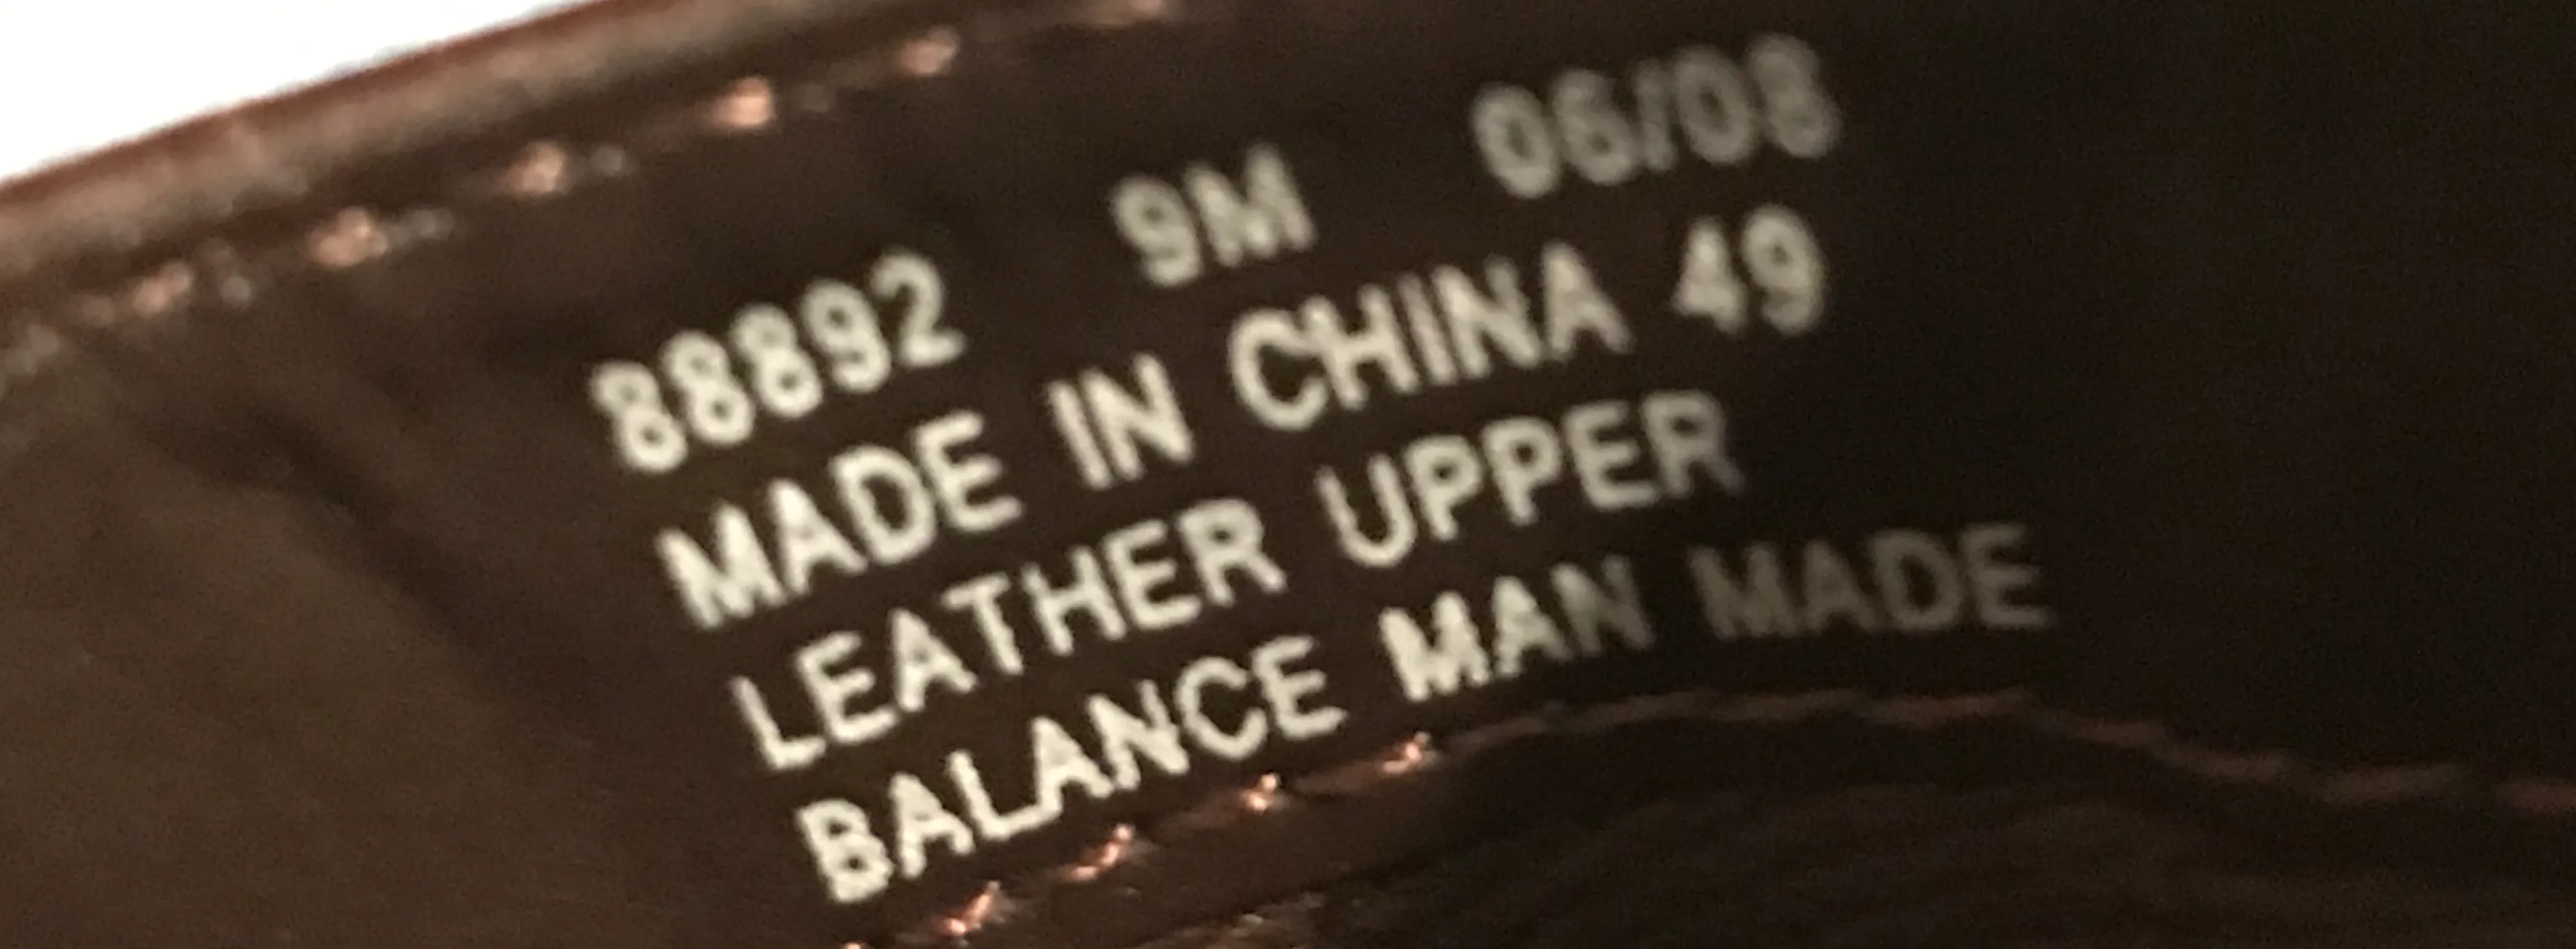 88892 9M 06/08
MADE IN CHINA 49
LEATHER UPPER
BALANCE MAN MADE